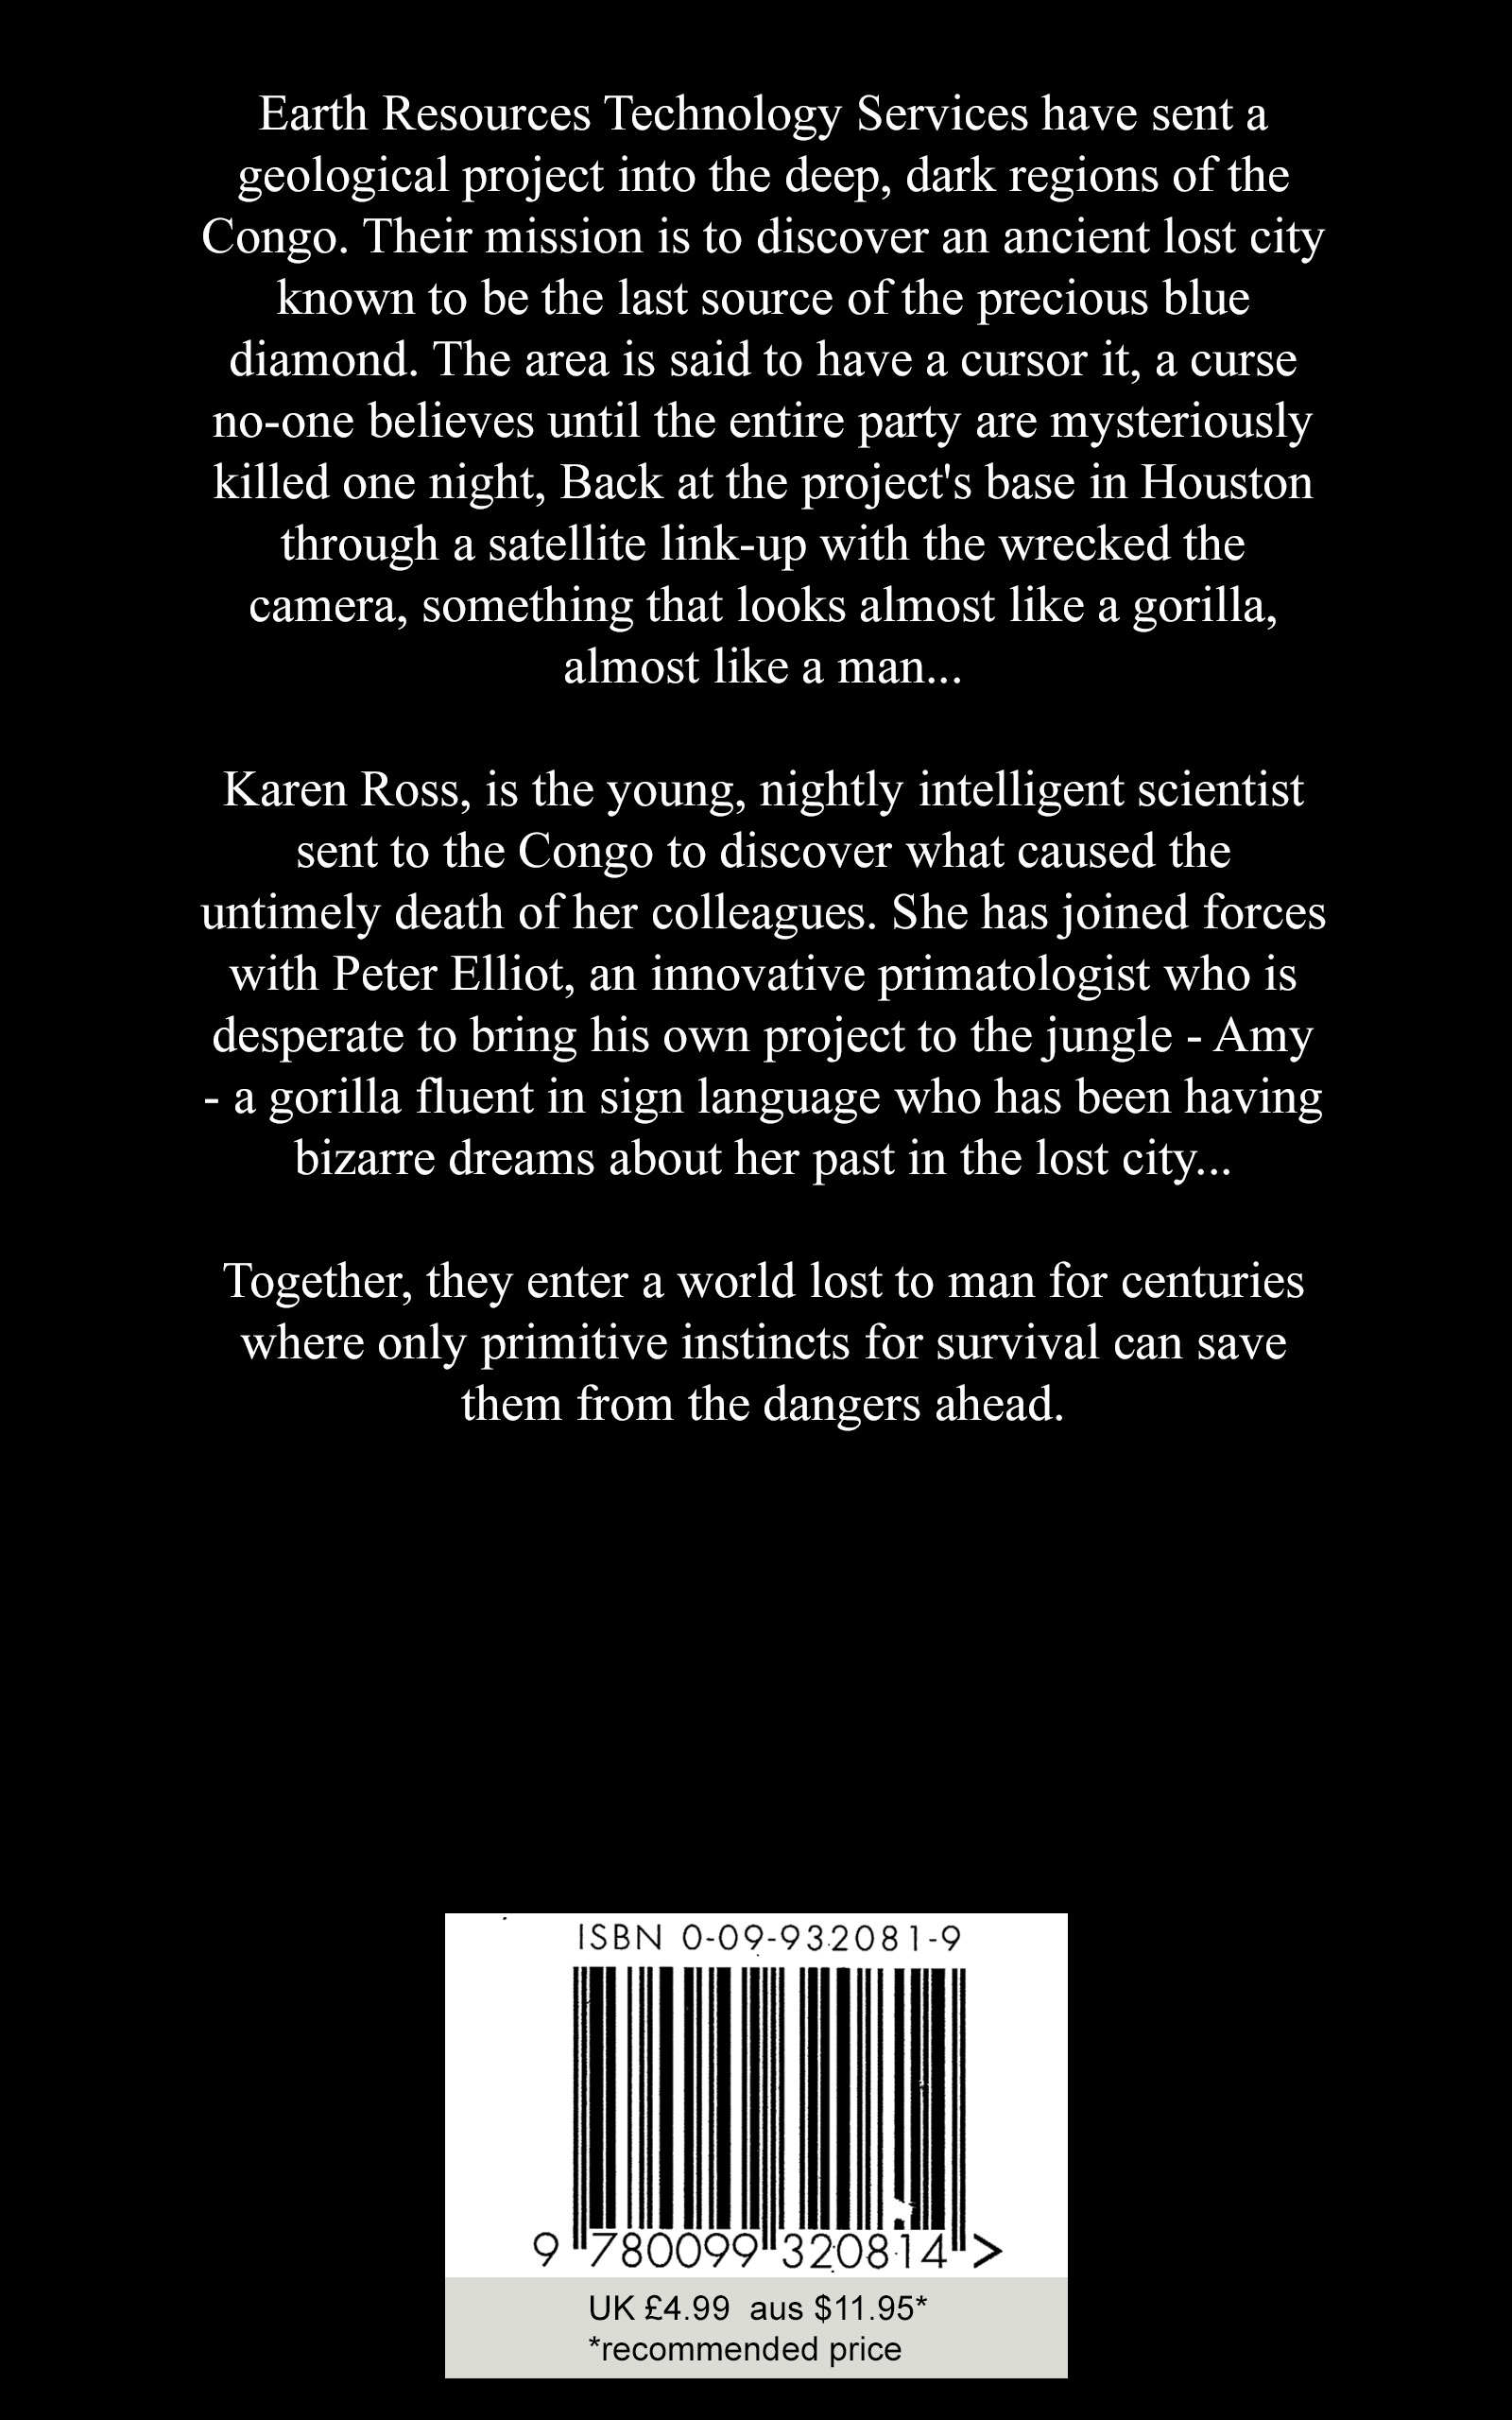 Earth Resources Technology Services have sent a
geological project into the deep, dark regions of the
Congo. Their mission is to discover an ancient lost city
known to be the last source of the precious blue
diamond. The area is said to have a cursor it, a curse
no-one believes until the entire party are mysteriously
killed one night, Back at the project's base in Houston
through a satellite link-up with the wrecked the
camera, something that looks almost like a gorilla,
almost like a man...
Karen Ross, is the young, nightly intelligent scientist
sent to the Congo to discover what caused the
untimely death of her colleagues. She has joined forces
with Peter Elliot, an innovative primatologist who is
desperate to bring his own project to the jungle - Amy
- a gorilla fluent in sign language who has been having
bizarre dreams about her past in the lost city...
Together, they enter a world lost to man for centuries
where only primitive instincts for survival can save
them from the dangers ahead.
ISBN 0-09-932081-9
9 780099 320814 >
UK £4.99 aus $11.95*
*recommended price